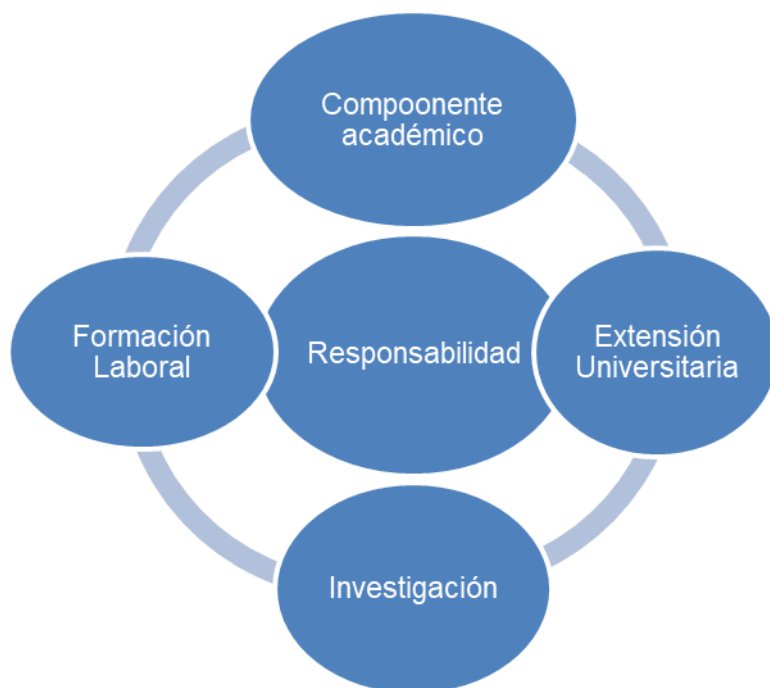 Compoonente
académico
Formación
Laboral
Responsabilidad
Extensión
Universitaria
Investigación